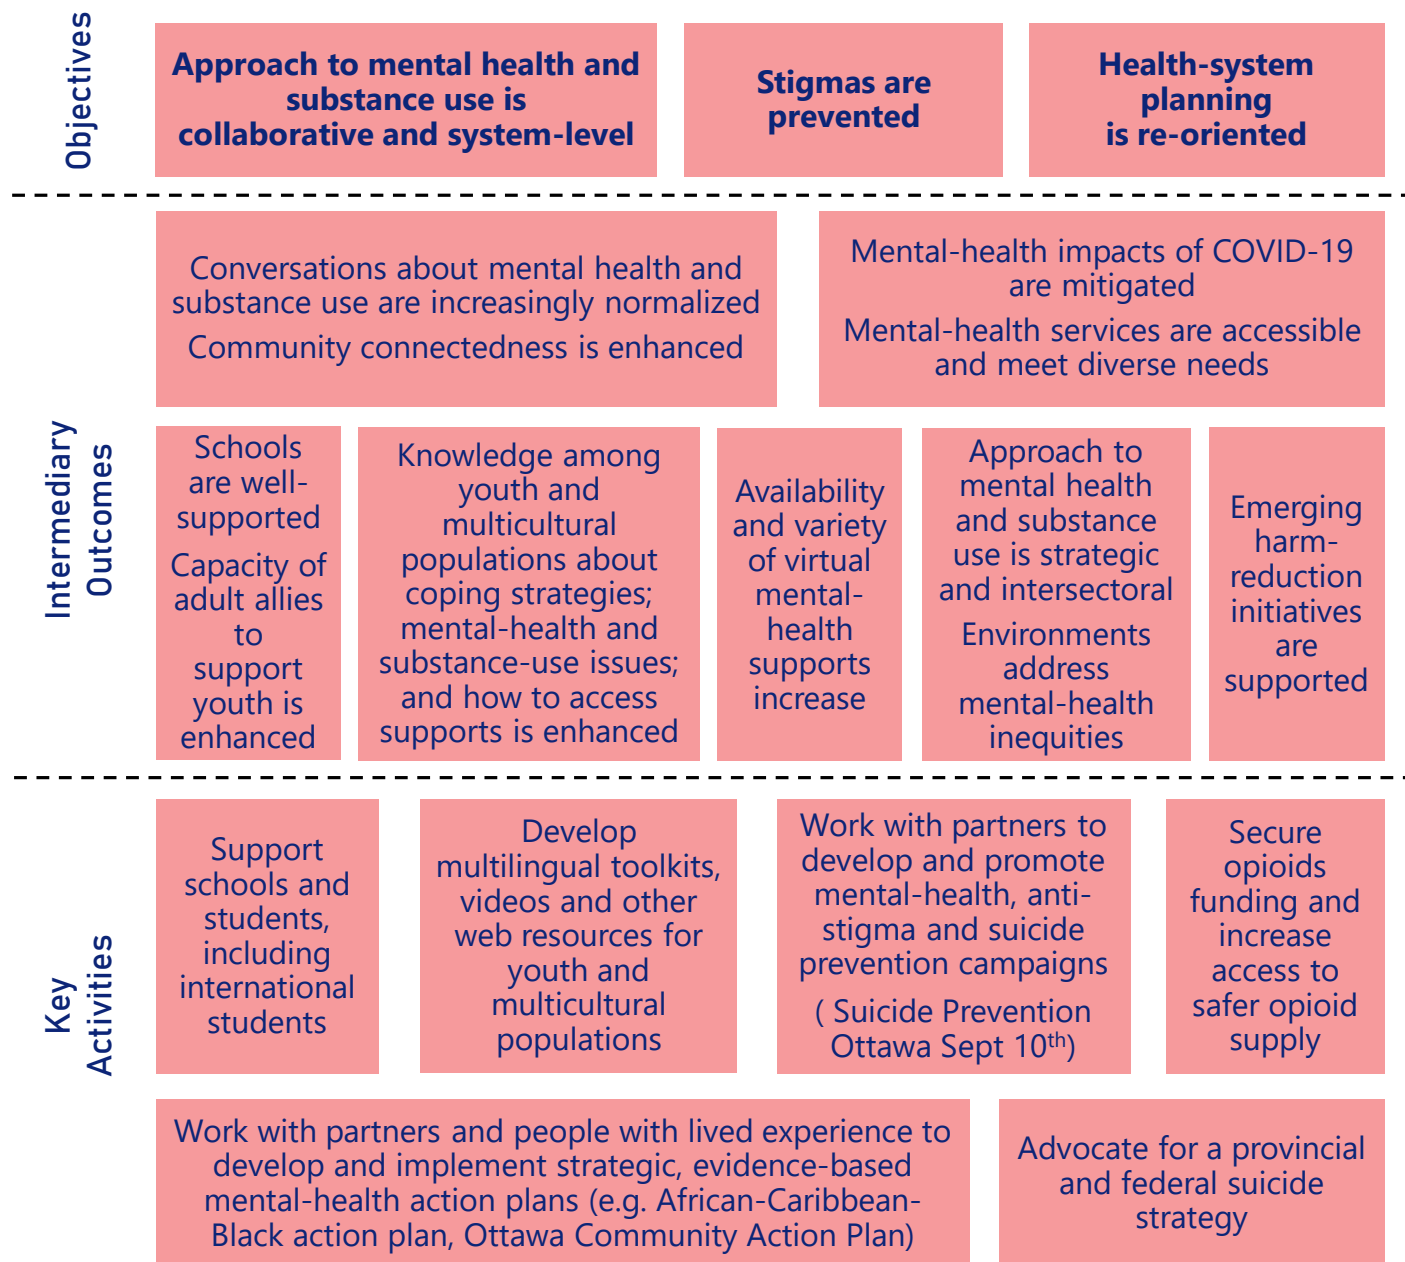 Objectives
Approach to mental health and
substance use is
collaborative and system-level
Stigmas are
prevented
Health-system
planning
is re-oriented
Intermediary
Outcomes
Conversations about mental health and
substance use are increasingly normalized
Community connectedness is enhanced
Mental-health impacts of COVID-19
are mitigated
Mental-health services are accessible
and meet diverse needs
Schools
are well-
supported
Capacity of
adult allies
to
support
youth is
enhanced
Knowledge among
youth and
multicultural
populations about
coping strategies;
mental-health and
substance-use issues;
and how to access
supports is enhanced
Availability
and variety
of virtual
mental-
health
supports
increase
Approach to
mental health
and substance
use is strategic
and intersectoral
Environments
address
mental-health
inequities
Emerging
harm-
reduction
initiatives
are
supported
Key
Activities
Support
schools and
students,
including
international
students
Develop
multilingual toolkits,
videos and other
web resources for
youth and
multicultural
populations
Work with partners to
develop and promote
mental-health, anti-
stigma and suicide
prevention campaigns
( Suicide Prevention
Ottawa Sept 10th)
Secure
opioids
funding and
increase
access to
safer opioid
supply
Work with partners and people with lived experience to
develop and implement strategic, evidence-based
mental-health action plans (e.g. African-Caribbean-
Black action plan, Ottawa Community Action Plan)
Advocate for a provincial
and federal suicide
strategy